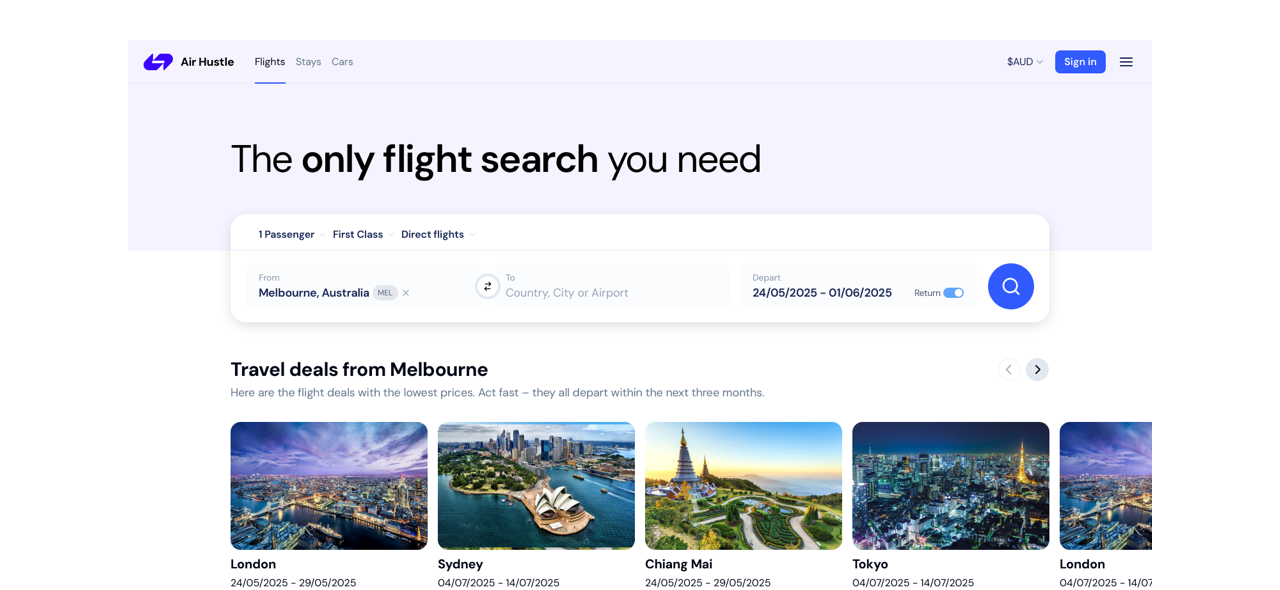 Air Hustle Flights Stays Cars $AUD Sign in
The only flight search you need
1 Passenger First Class Direct flights
From To Depart
Melbourne, Australia MEL Country, City or Airport 24/05/2025 - 01/06/2025 Return
Travel deals from Melbourne
Here are the flight deals with the lowest prices. Act fast – they all depart within the next three months.
London Sydney Chiang Mai Tokyo London
24/05/2025 - 29/05/2025 04/07/2025 - 14/07/2025 24/05/2025 - 29/05/2025 04/07/2025 - 14/07/2025 04/07/2025 - 14/07